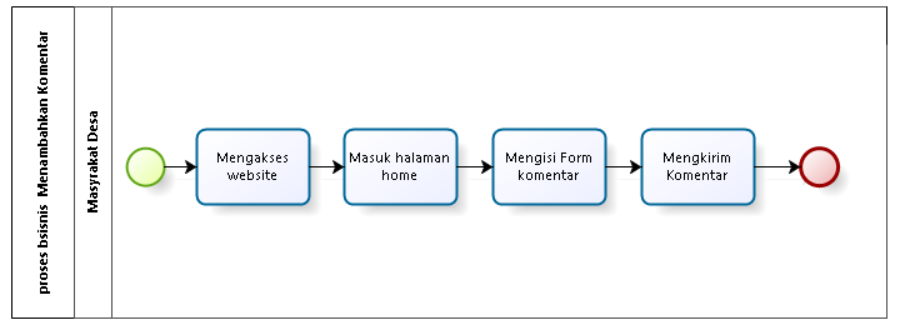 proses bsisnis Menambahkan Komentar
Masyrakat Desa
Mengakses
website
Masuk halaman
home
Mengisi Form
komentar
Mengkirim
Komentar